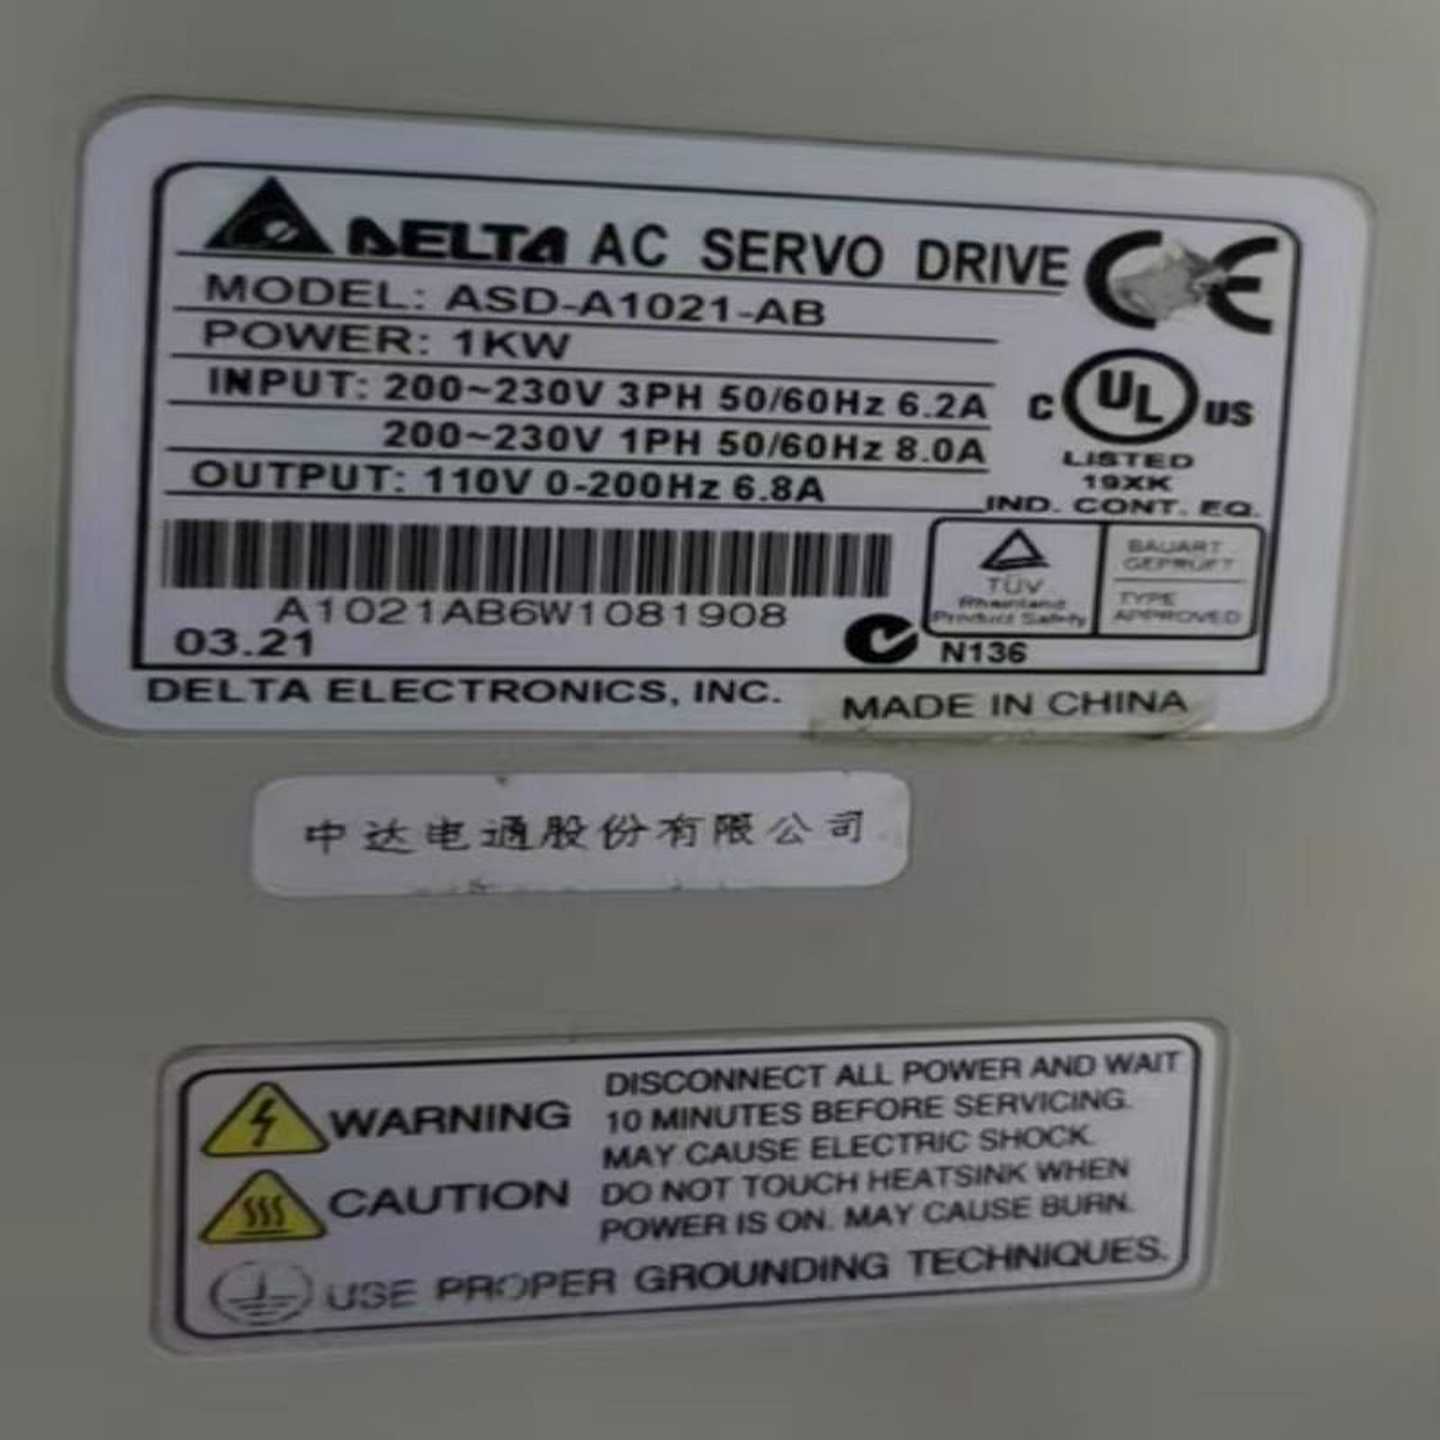 DELTA AC SERVO DRIVE CE
MODEL: ASD-A1021-AB
POWER: 1KW
INPUT: 200~230V 3PH 50/60Hz 6.2A
200~230V 1PH 50/60Hz 8.0A
OUTPUT: 110V 0-200Hz 6.8A
C UL US
LISTED
19XK
IND. CONT. EQ.
TÜV
Rheinland
Product Safety
BAUART
GEPRÜFT
TYPE
APPROVED
A1021AB6W1081908
03.21
N136
DELTA ELECTRONICS, INC.
MADE IN CHINA
中达电通股份有限公司
WARNING
DISCONNECT ALL POWER AND WAIT
10 MINUTES BEFORE SERVICING.
MAY CAUSE ELECTRIC SHOCK.
CAUTION
DO NOT TOUCH HEATSINK WHEN
POWER IS ON. MAY CAUSE BURN.
USE PROPER GROUNDING TECHNIQUES.